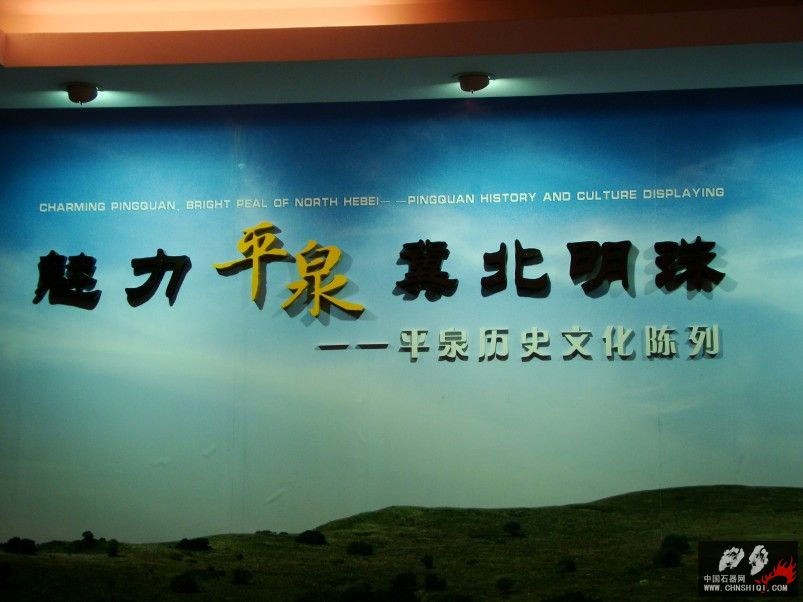 CHARMING PINGQUAN, BRIGHT PEAL OF NORTH HEBEI— —PINGQUAN HISTORY AND CULTURE DISPLAYING
魅力平泉 冀北明珠
——平泉历史文化陈列
中国石器网
WWW.CHNSHIQI.COM